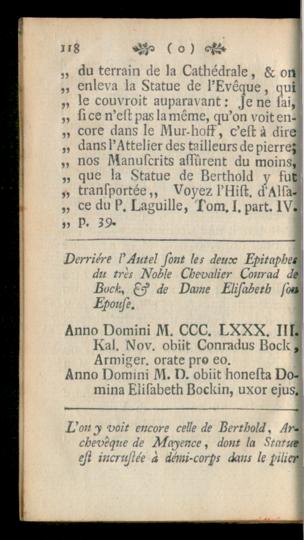 118 ( o )
„ du terrain de la Cathédrale, & on
„ enleva la Statue de l'Evêque, qui
„ le couvroit auparavant: Je ne ſai,
„ ſi ce n'eſt pas la même, qu'on voit en-
„ core dans le Mur-hoff, c'eſt à dire
„ dans l'Attelier des tailleurs de pierre;
„ nos Manuſcrits aſſûrent du moins,
„ que la Statue de Berthold y fut
„ tranſportée„ Voyez l'Hiſt. d'Alſa-
„ ce du P. Laguille, Tom. I. part. IV.
„ p. 39.
Derriére l'Autel ſont les deux Epitaphes
du très Noble Chevalier Conrad de
Bock, & de Dame Eliſabeth ſon
Epouſe.
Anno Domini M. CCC. LXXX. III.
Kal. Nov. obiit Conradus Bock,
Armiger. orate pro eo.
Anno Domini M. D. obiit honeſta Do-
mina Eliſabeth Bockin, uxor ejus.
L'on y voit encore celle de Berthold, Ar-
chevêque de Mayence, dont la Statue
eſt incruſtée à démi-corps dans le pilier